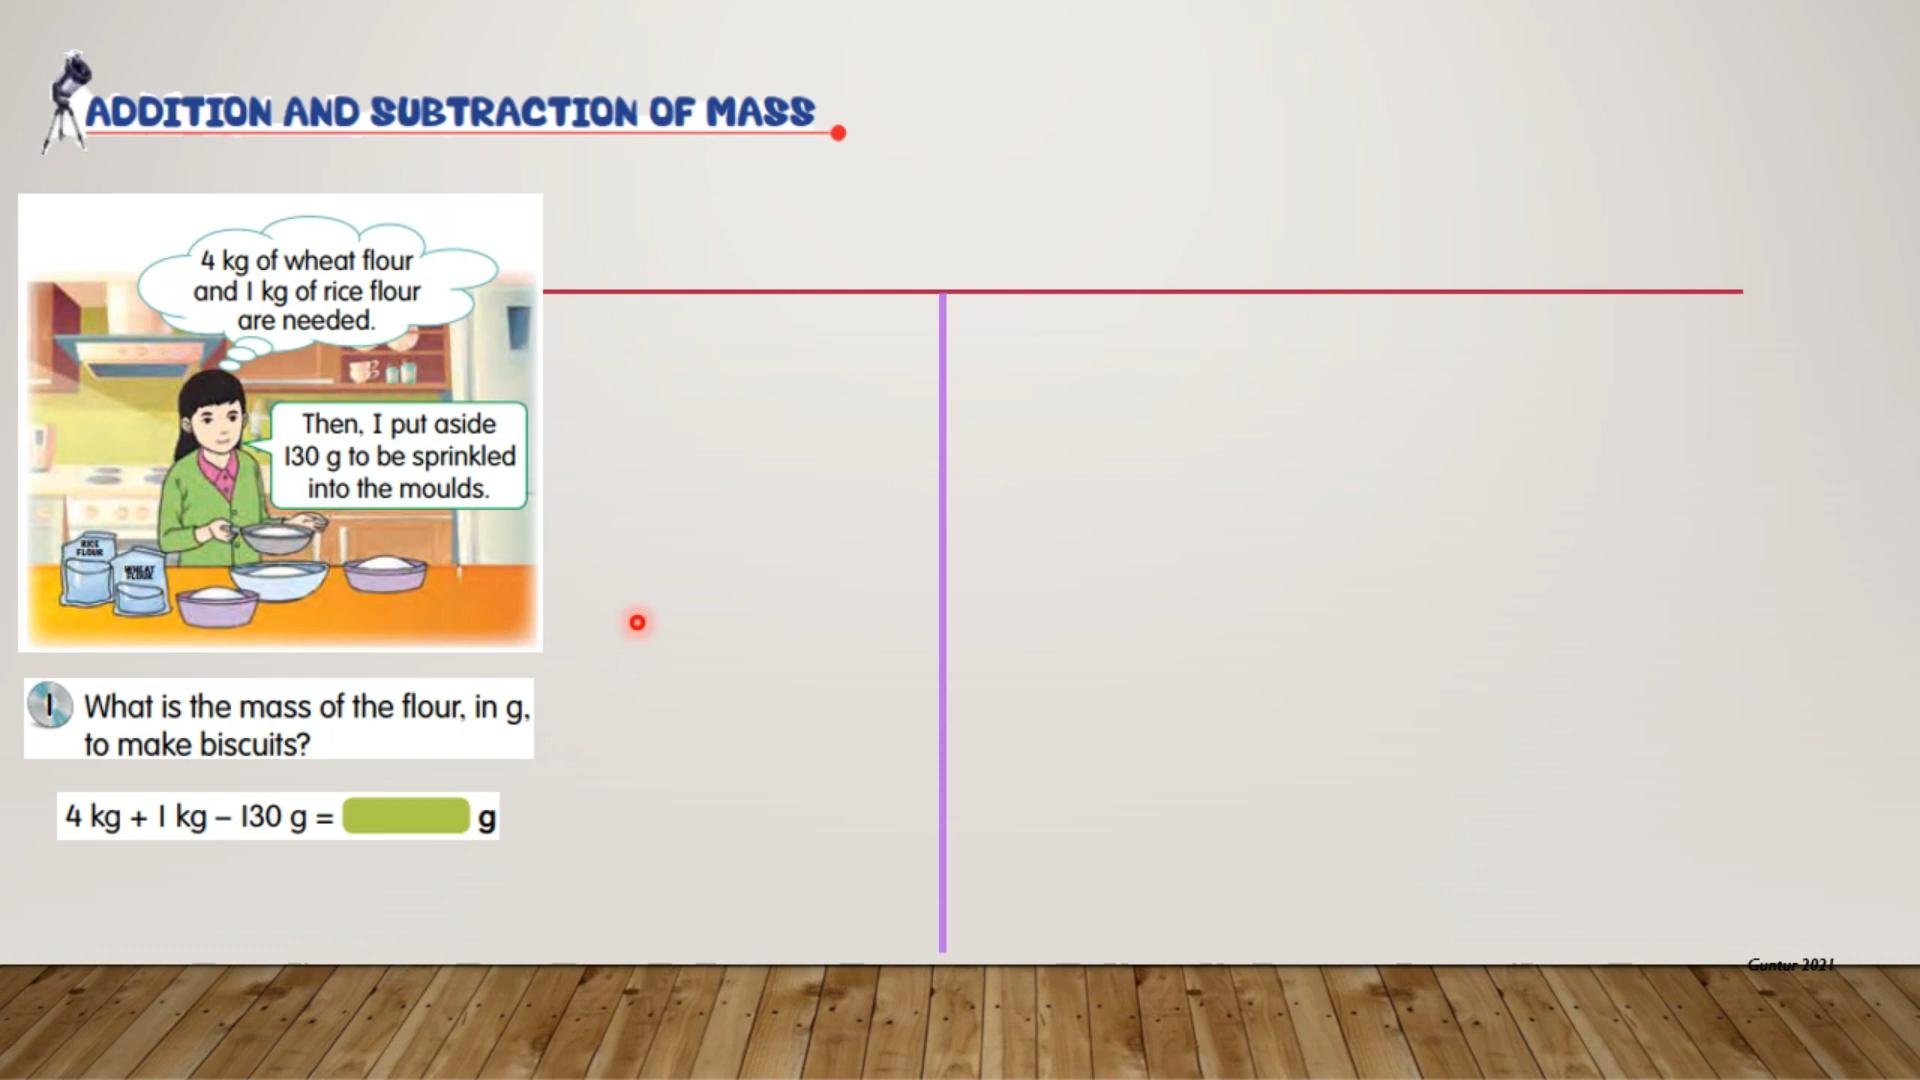 ADDITION AND SUBTRACTION OF MASS
4 kg of wheat flour
and 1 kg of rice flour
are needed.
Then, I put aside
130 g to be sprinkled
into the moulds.
RICE
FLOUR
WHEAT
FLOUR
1 What is the mass of the flour, in g,
to make biscuits?
4 kg + 1 kg – 130 g = g
Guntur 2021